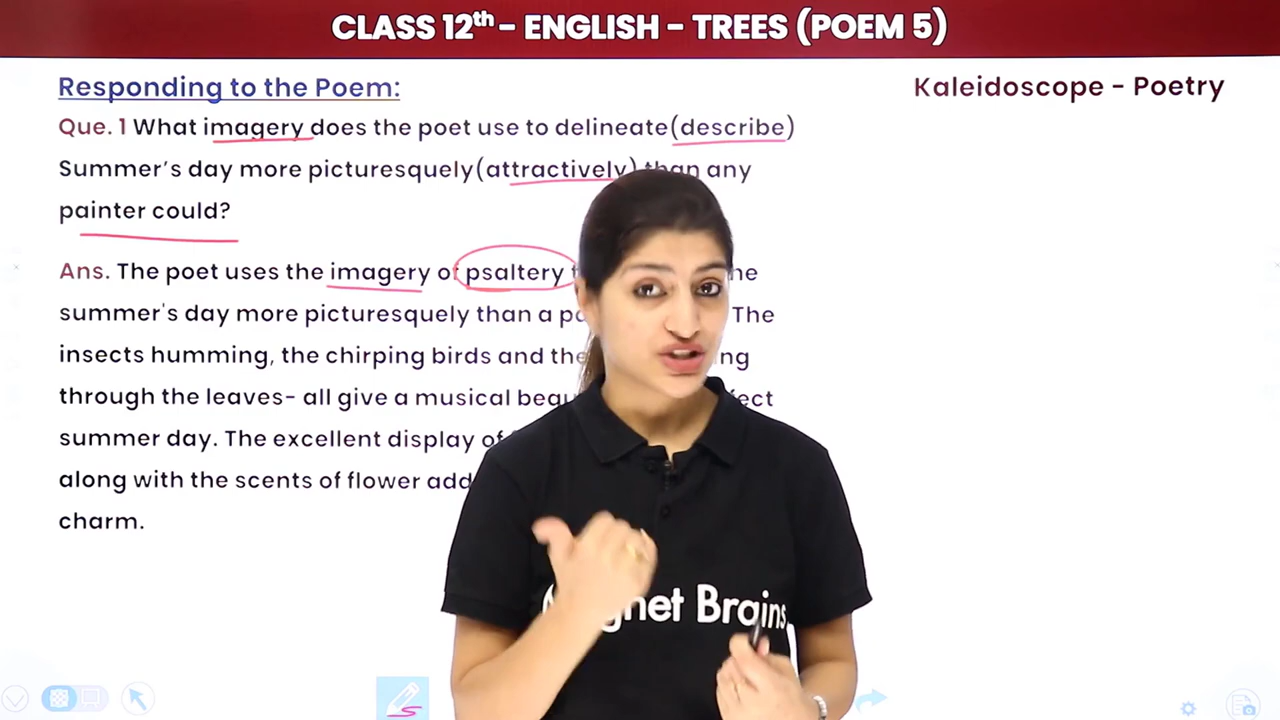 CLASS 12th - ENGLISH - TREES (POEM 5)
Responding to the Poem:
Kaleidoscope - Poetry
Que. 1 What imagery does the poet use to delineate(describe)
Summer's day more picturesquely(attractively) than any
painter could?
Ans. The poet uses the imagery of psaltery
summer's day more picturesquely than a The
insects humming, the chirping birds and the
through the leaves- all give a musical
summer day. The excellent display of
along with the scents of flower
charm.
Magnet Brains